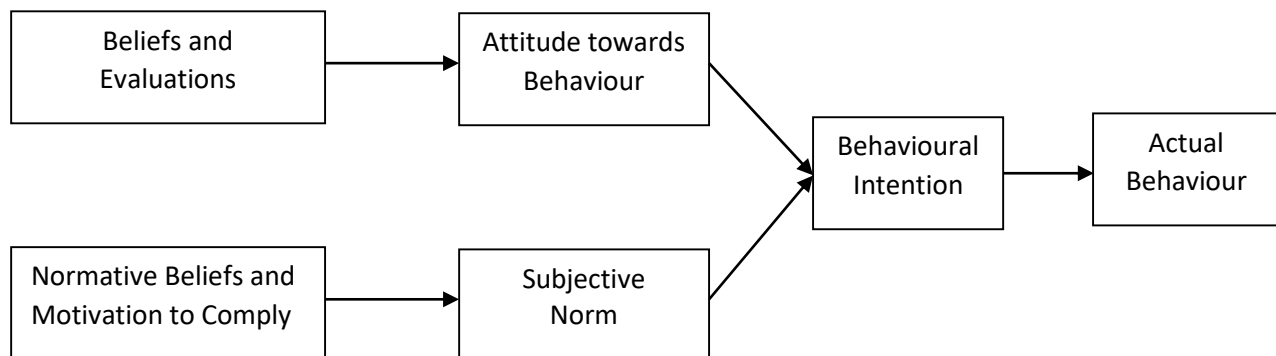 Beliefs and
Evaluations
Attitude towards
Behaviour
Behavioural
Intention
Actual
Behaviour
Normative Beliefs and
Motivation to Comply
Subjective
Norm